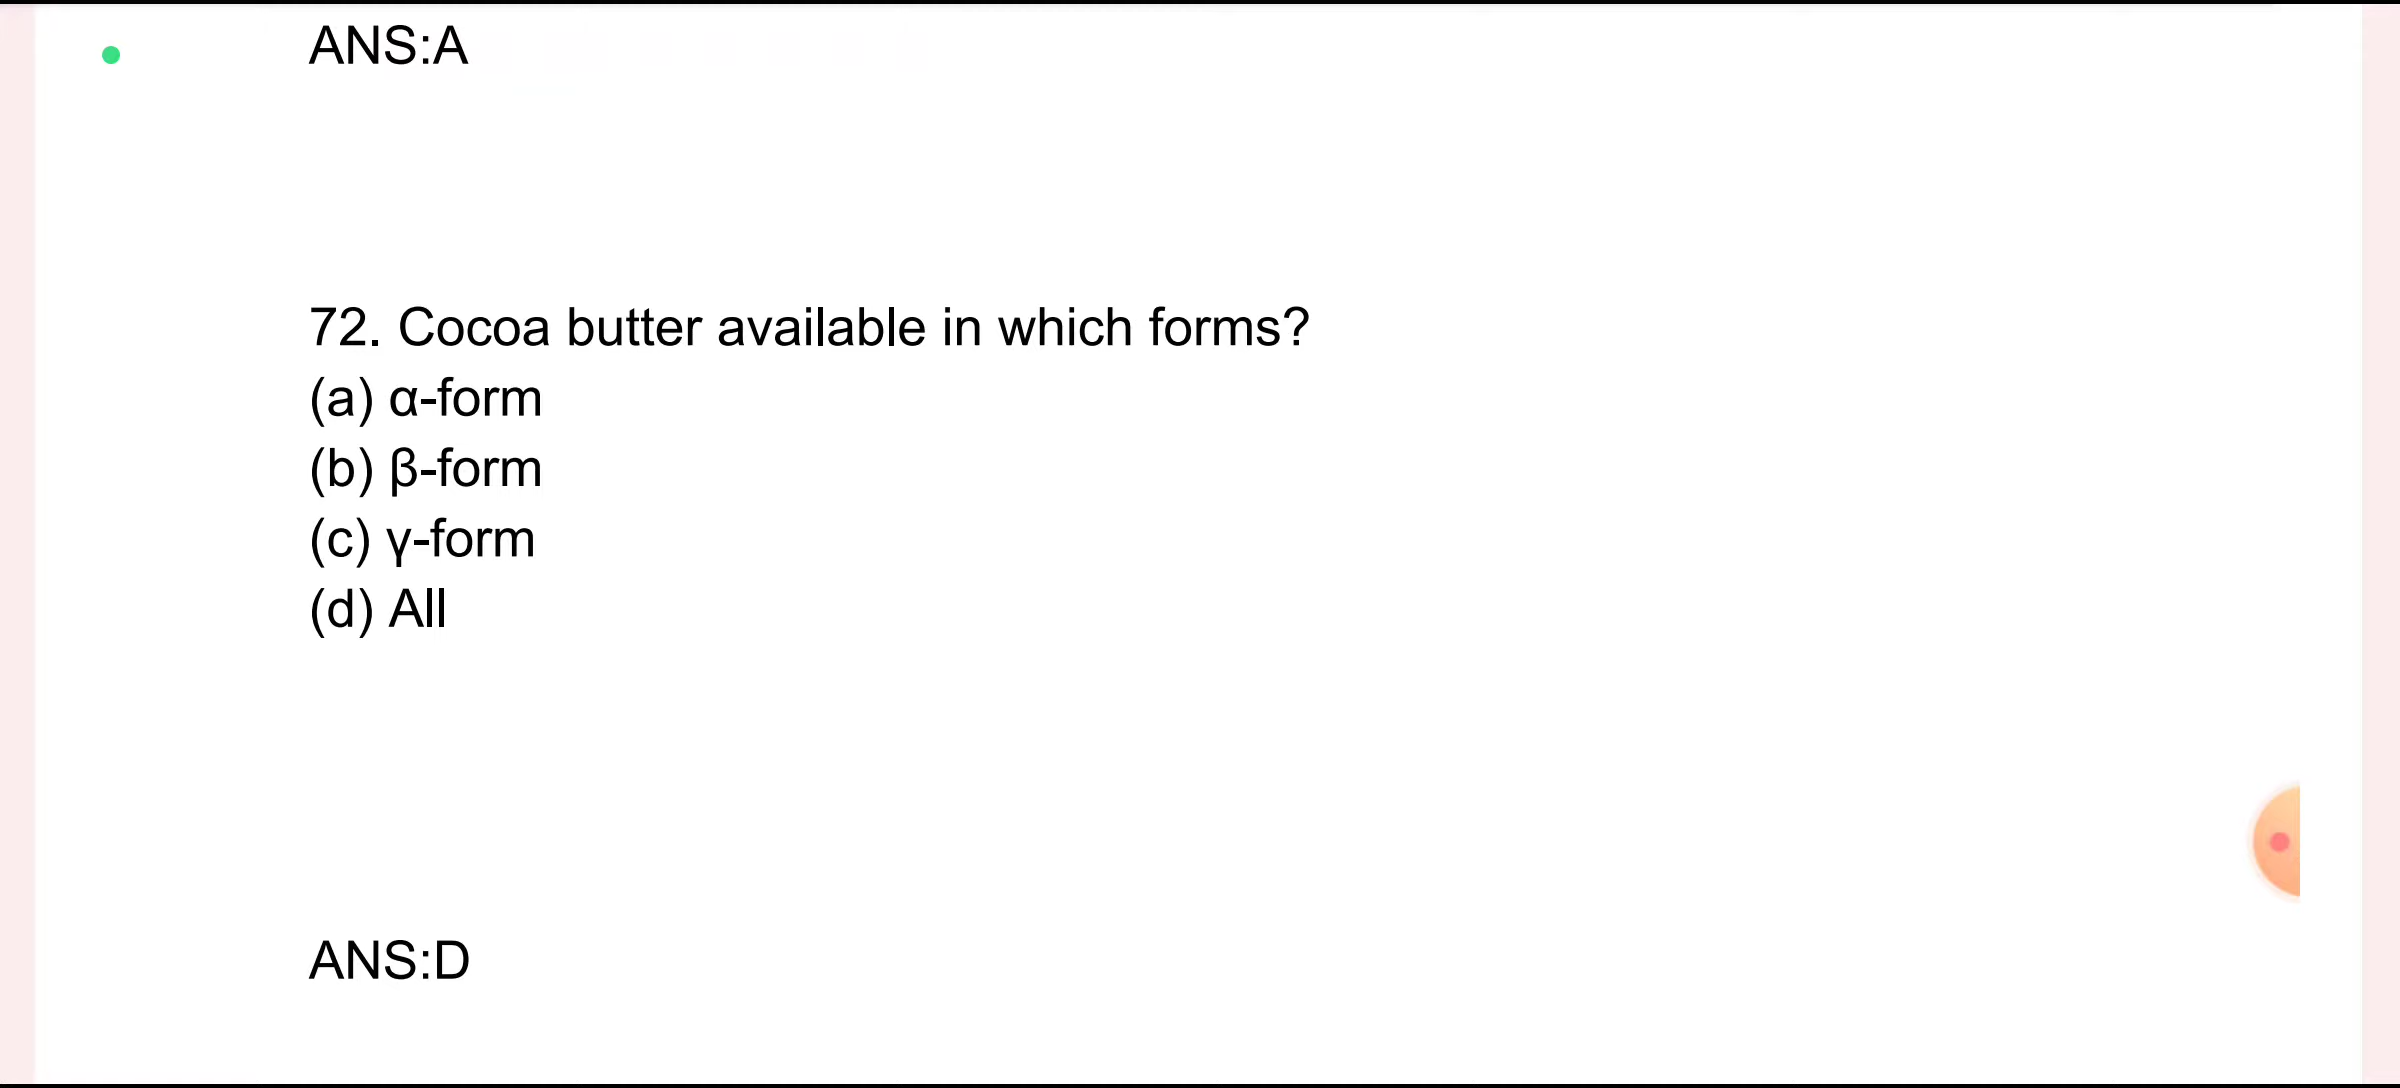 ANS:A
72. Cocoa butter available in which forms?
(a) α-form
(b) β-form
(c) γ-form
(d) All
ANS:D